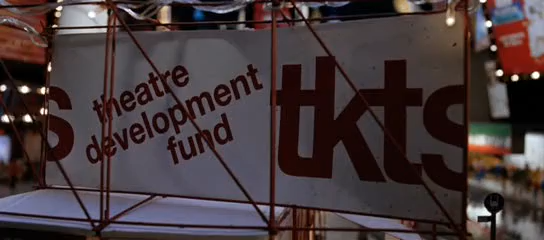 s
theatre
development
fund
tkts